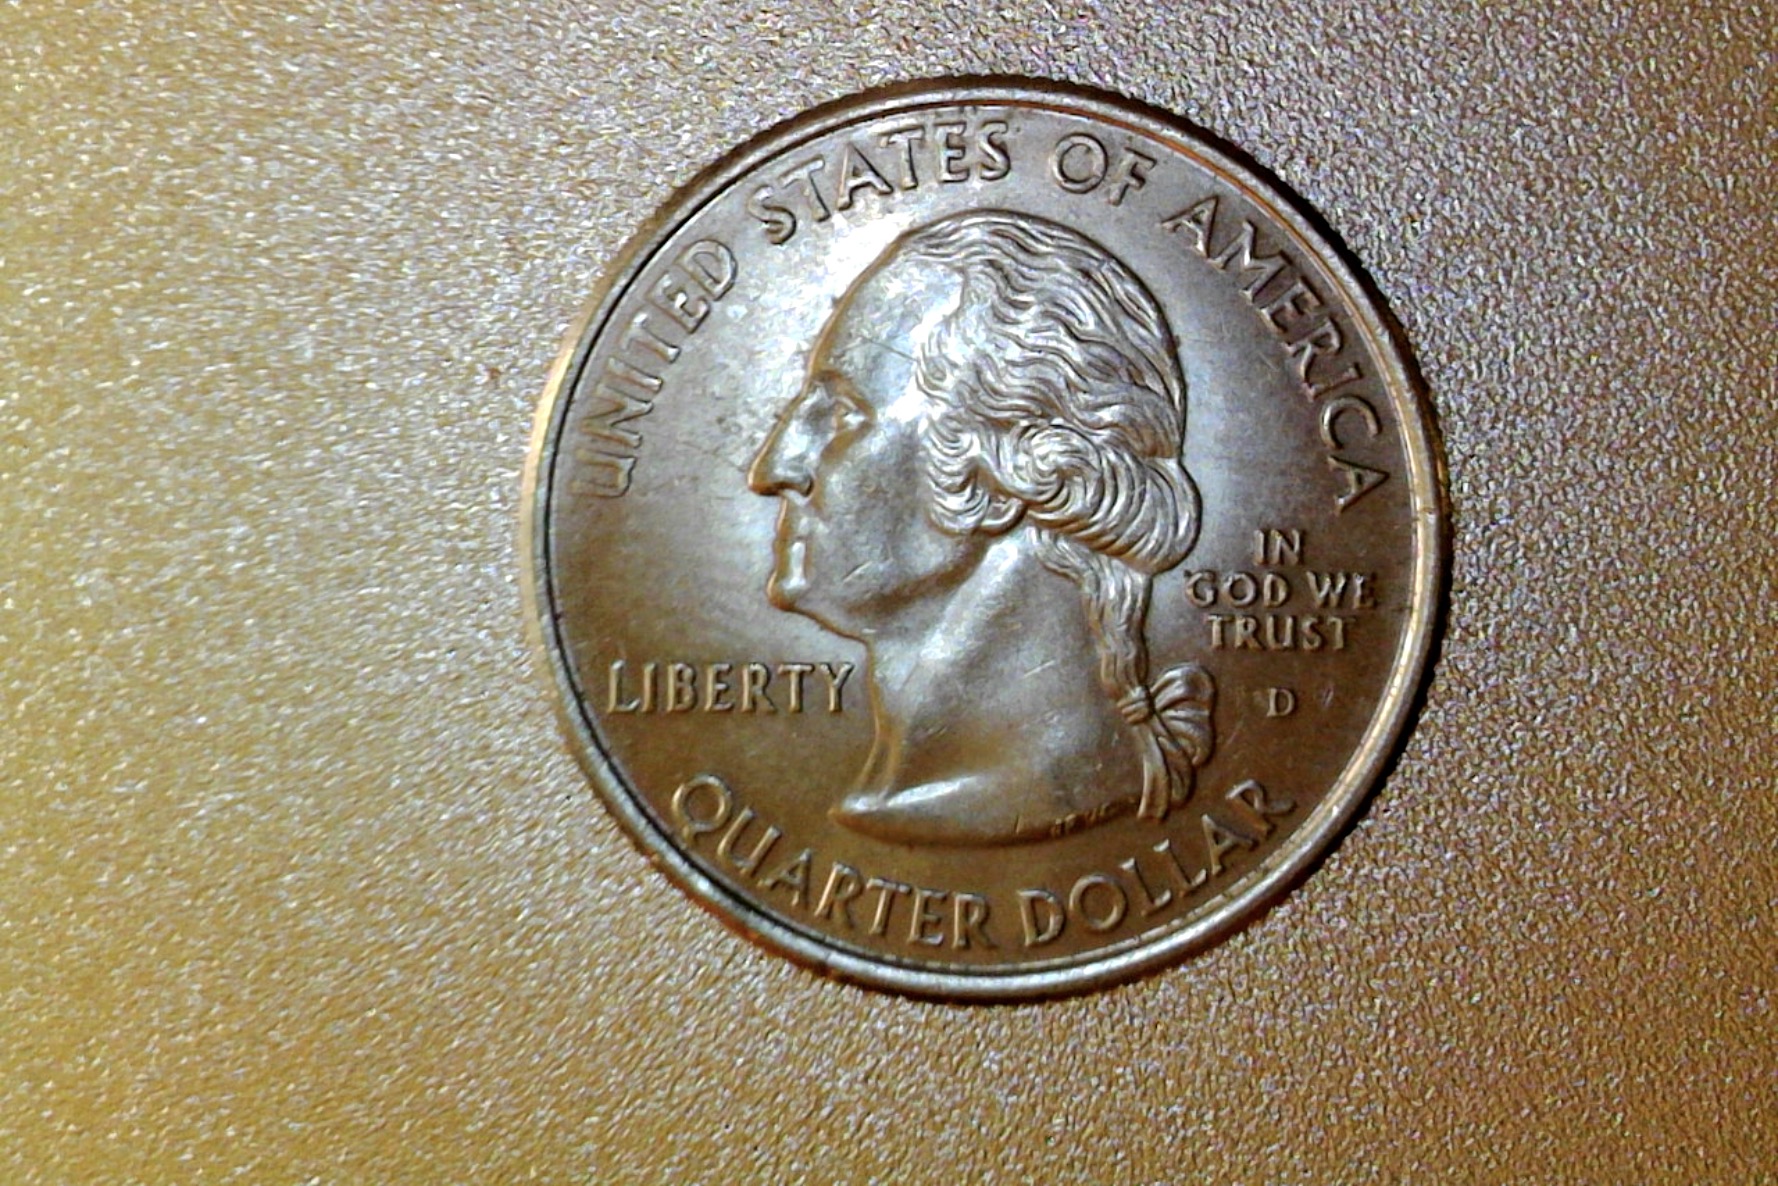 UNITED STATES OF AMERICA
LIBERTY
IN
GOD WE
TRUST
D
QUARTER DOLLAR